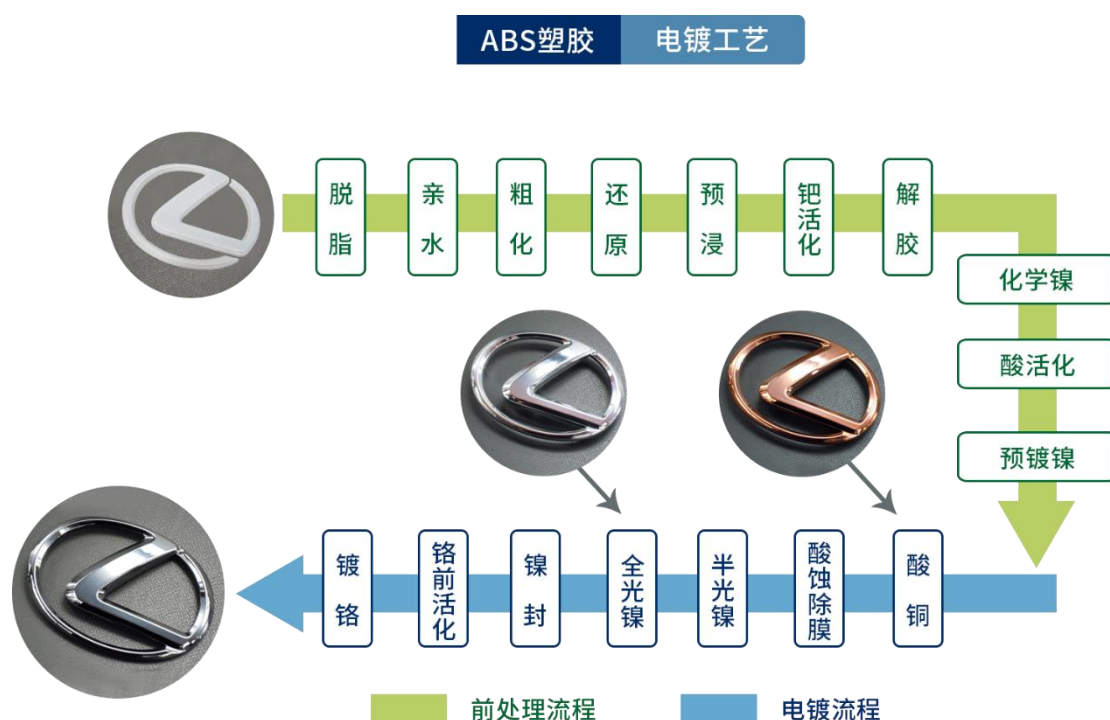 ABS塑胶 电镀工艺
脱脂
亲水
粗化
还原
预浸
钯活化
解胶
化学镍
酸活化
预镀镍
酸铜
酸蚀除膜
半光镍
全光镍
镍封
铬前活化
镀铬
前处理流程
电镀流程